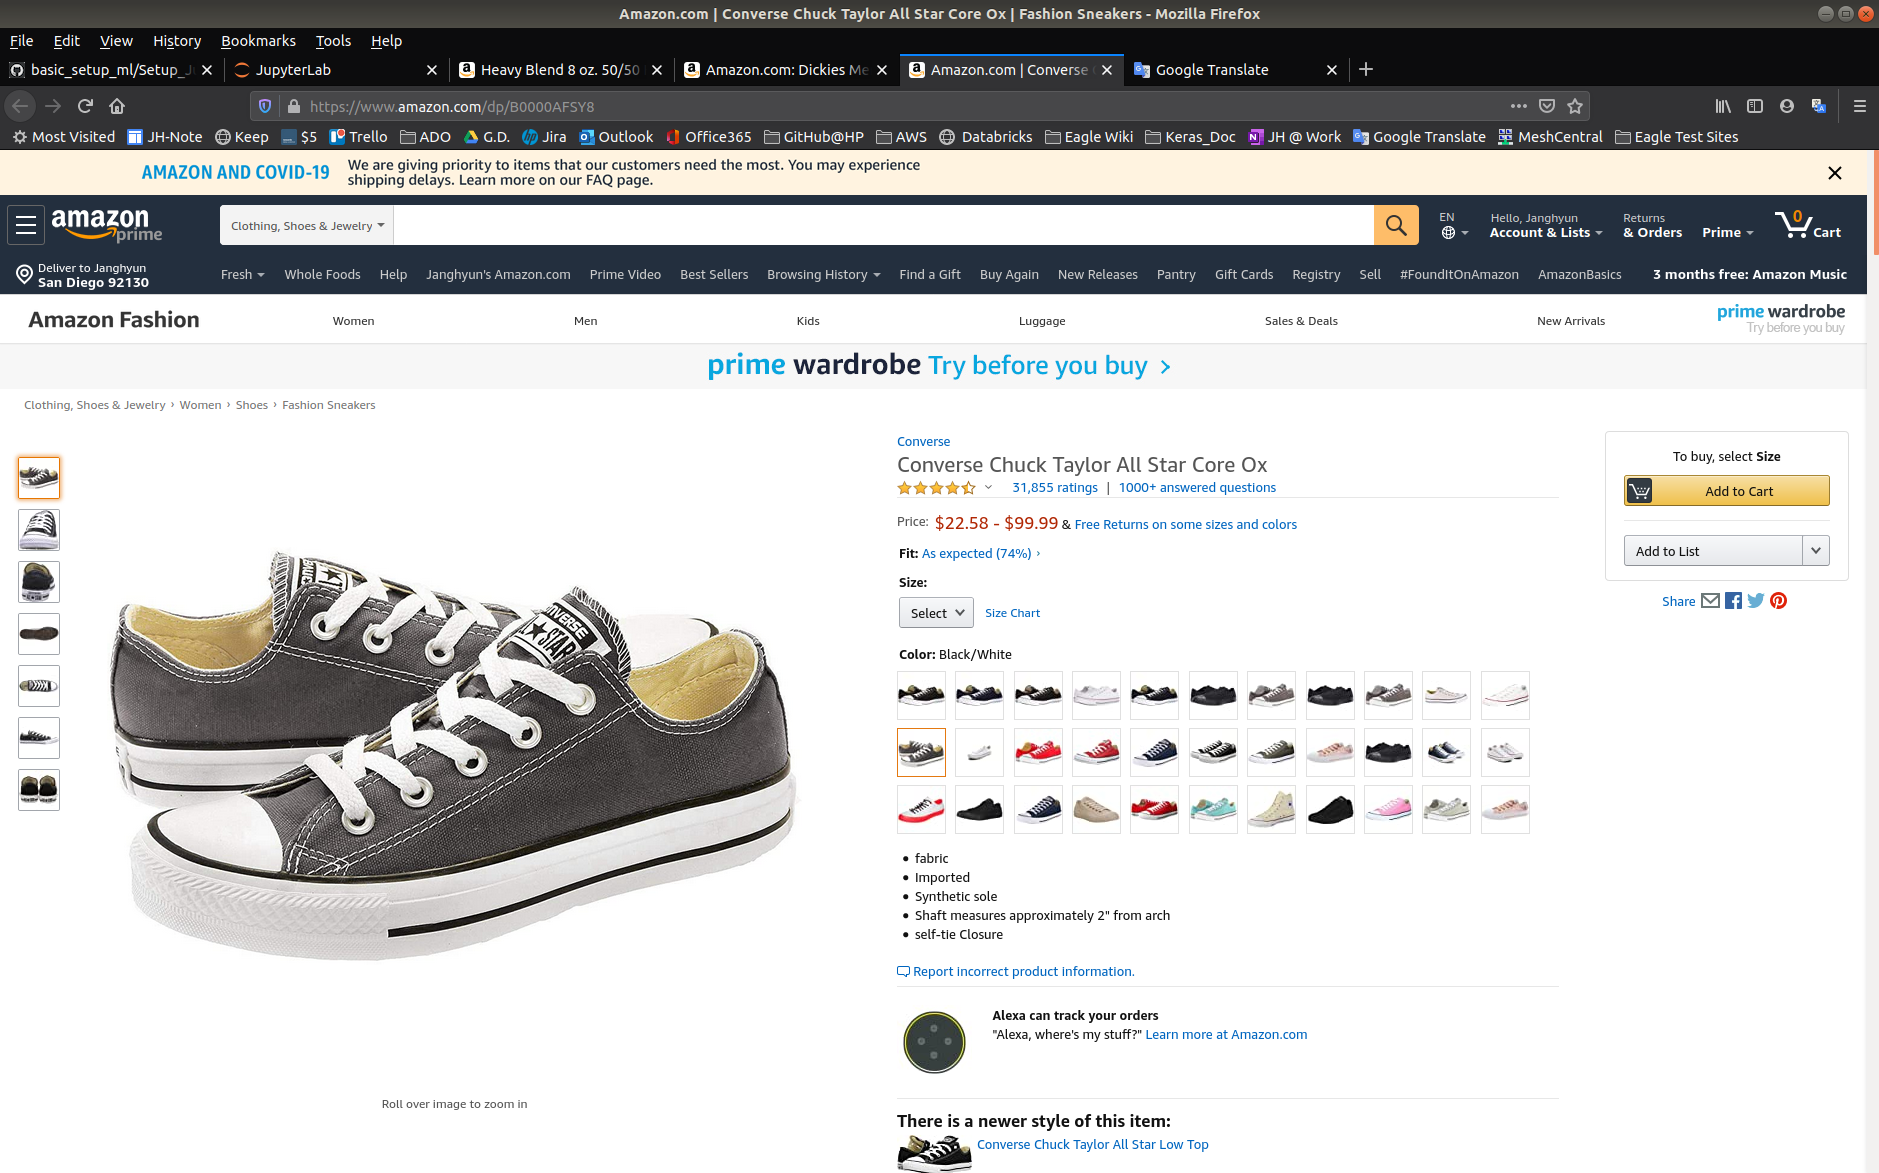 Amazon.com | Converse Chuck Taylor All Star Core Ox | Fashion Sneakers - Mozilla Firefox
File Edit View History Bookmarks Tools Help
basic_setup_ml/Setup_J JupyterLab Heavy Blend 8 oz. 50/50 Amazon.com: Dickies Me Amazon.com | Converse Google Translate
https://www.amazon.com/dp/B0000AFSY8
Most Visited JH-Note Keep $5 Trello ADO G.D. Jira Outlook Office365 GitHub@HP AWS Databricks Eagle Wiki Keras_Doc JH @ Work Google Translate MeshCentral Eagle Test Sites
AMAZON AND COVID-19 We are giving priority to items that our customers need the most. You may experience
shipping delays. Learn more on our FAQ page.
amazon prime
Clothing, Shoes & Jewelry
EN
Hello, Janghyun
Account & Lists
Returns
& Orders
Prime
0
Cart
Deliver to Janghyun
San Diego 92130
Fresh Whole Foods Help Janghyun's Amazon.com Prime Video Best Sellers Browsing History Find a Gift Buy Again New Releases Pantry Gift Cards Registry Sell #FoundItOnAmazon AmazonBasics 3 months free: Amazon Music
Amazon Fashion Women Men Kids Luggage Sales & Deals New Arrivals
prime wardrobe
Try before you buy
prime wardrobe Try before you buy ›
Clothing, Shoes & Jewelry › Women › Shoes › Fashion Sneakers
CONVERSE
STAR
Roll over image to zoom in
Converse
Converse Chuck Taylor All Star Core Ox
31,855 ratings | 1000+ answered questions
Price: $22.58 - $99.99 & Free Returns on some sizes and colors
Fit: As expected (74%) ›
Size:
Select Size Chart
Color: Black/White
• fabric
• Imported
• Synthetic sole
• Shaft measures approximately 2" from arch
• self-tie Closure
Report incorrect product information.
Alexa can track your orders
"Alexa, where's my stuff?" Learn more at Amazon.com
There is a newer style of this item:
Converse Chuck Taylor All Star Low Top
To buy, select Size
Add to Cart
Add to List
Share